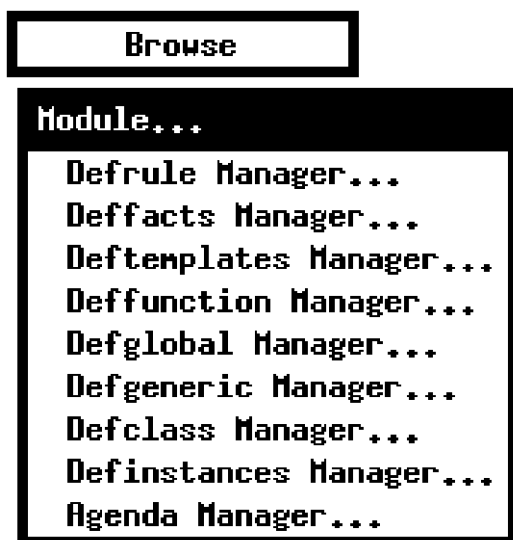 Browse
Module...
Defrule Manager...
Deffacts Manager...
Deftemplates Manager...
Deffunction Manager...
Defglobal Manager...
Defgeneric Manager...
Defclass Manager...
Definstances Manager...
Agenda Manager...